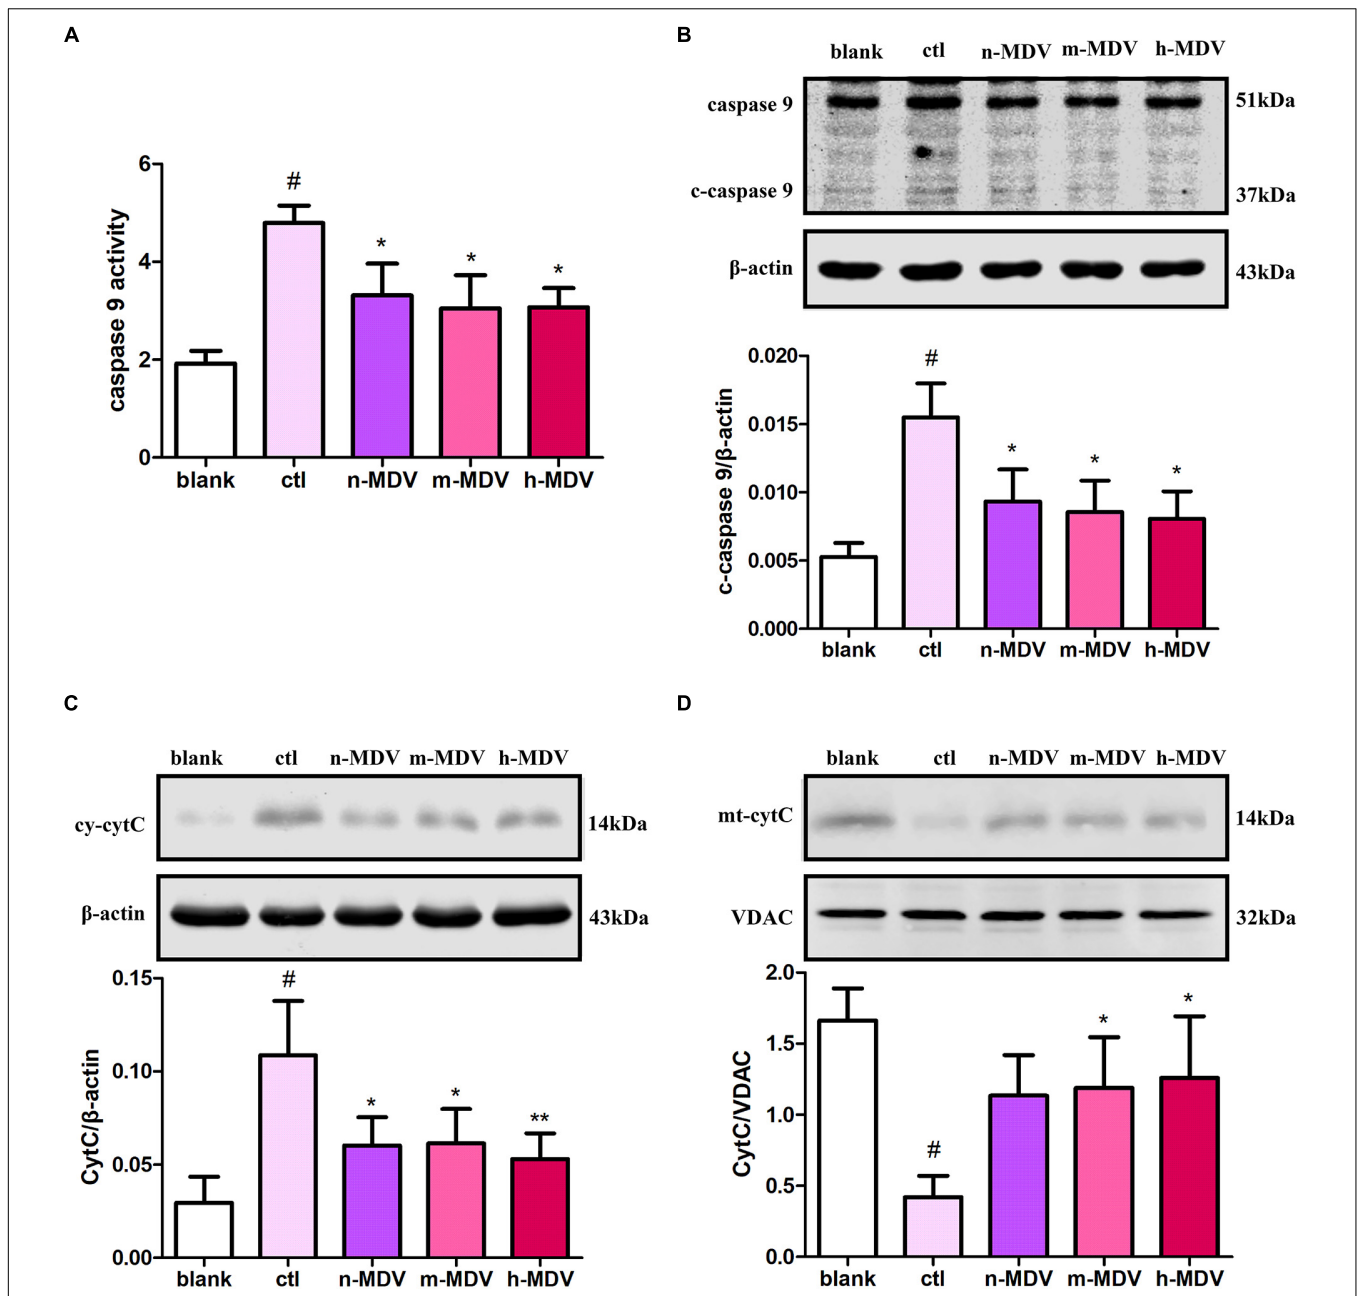 A
6
4
2
0
caspase 9 activity
#
*
*
*
blank ctl n-MDV m-MDV h-MDV
B
blank ctl n-MDV m-MDV h-MDV
caspase 9 51kDa
c-caspase 9 37kDa
β-actin 43kDa
0.020
0.015
0.010
0.005
0.000
c-caspase 9/β-actin
#
*
*
*
blank ctl n-MDV m-MDV h-MDV
C
blank ctl n-MDV m-MDV h-MDV
cy-cytC 14kDa
β-actin 43kDa
0.15
0.10
0.05
0.00
CytC/β-actin
#
*
*
**
blank ctl n-MDV m-MDV h-MDV
D
blank ctl n-MDV m-MDV h-MDV
mt-cytC 14kDa
VDAC 32kDa
2.0
1.5
1.0
0.5
0.0
CytC/VDAC
#
*
*
blank ctl n-MDV m-MDV h-MDV